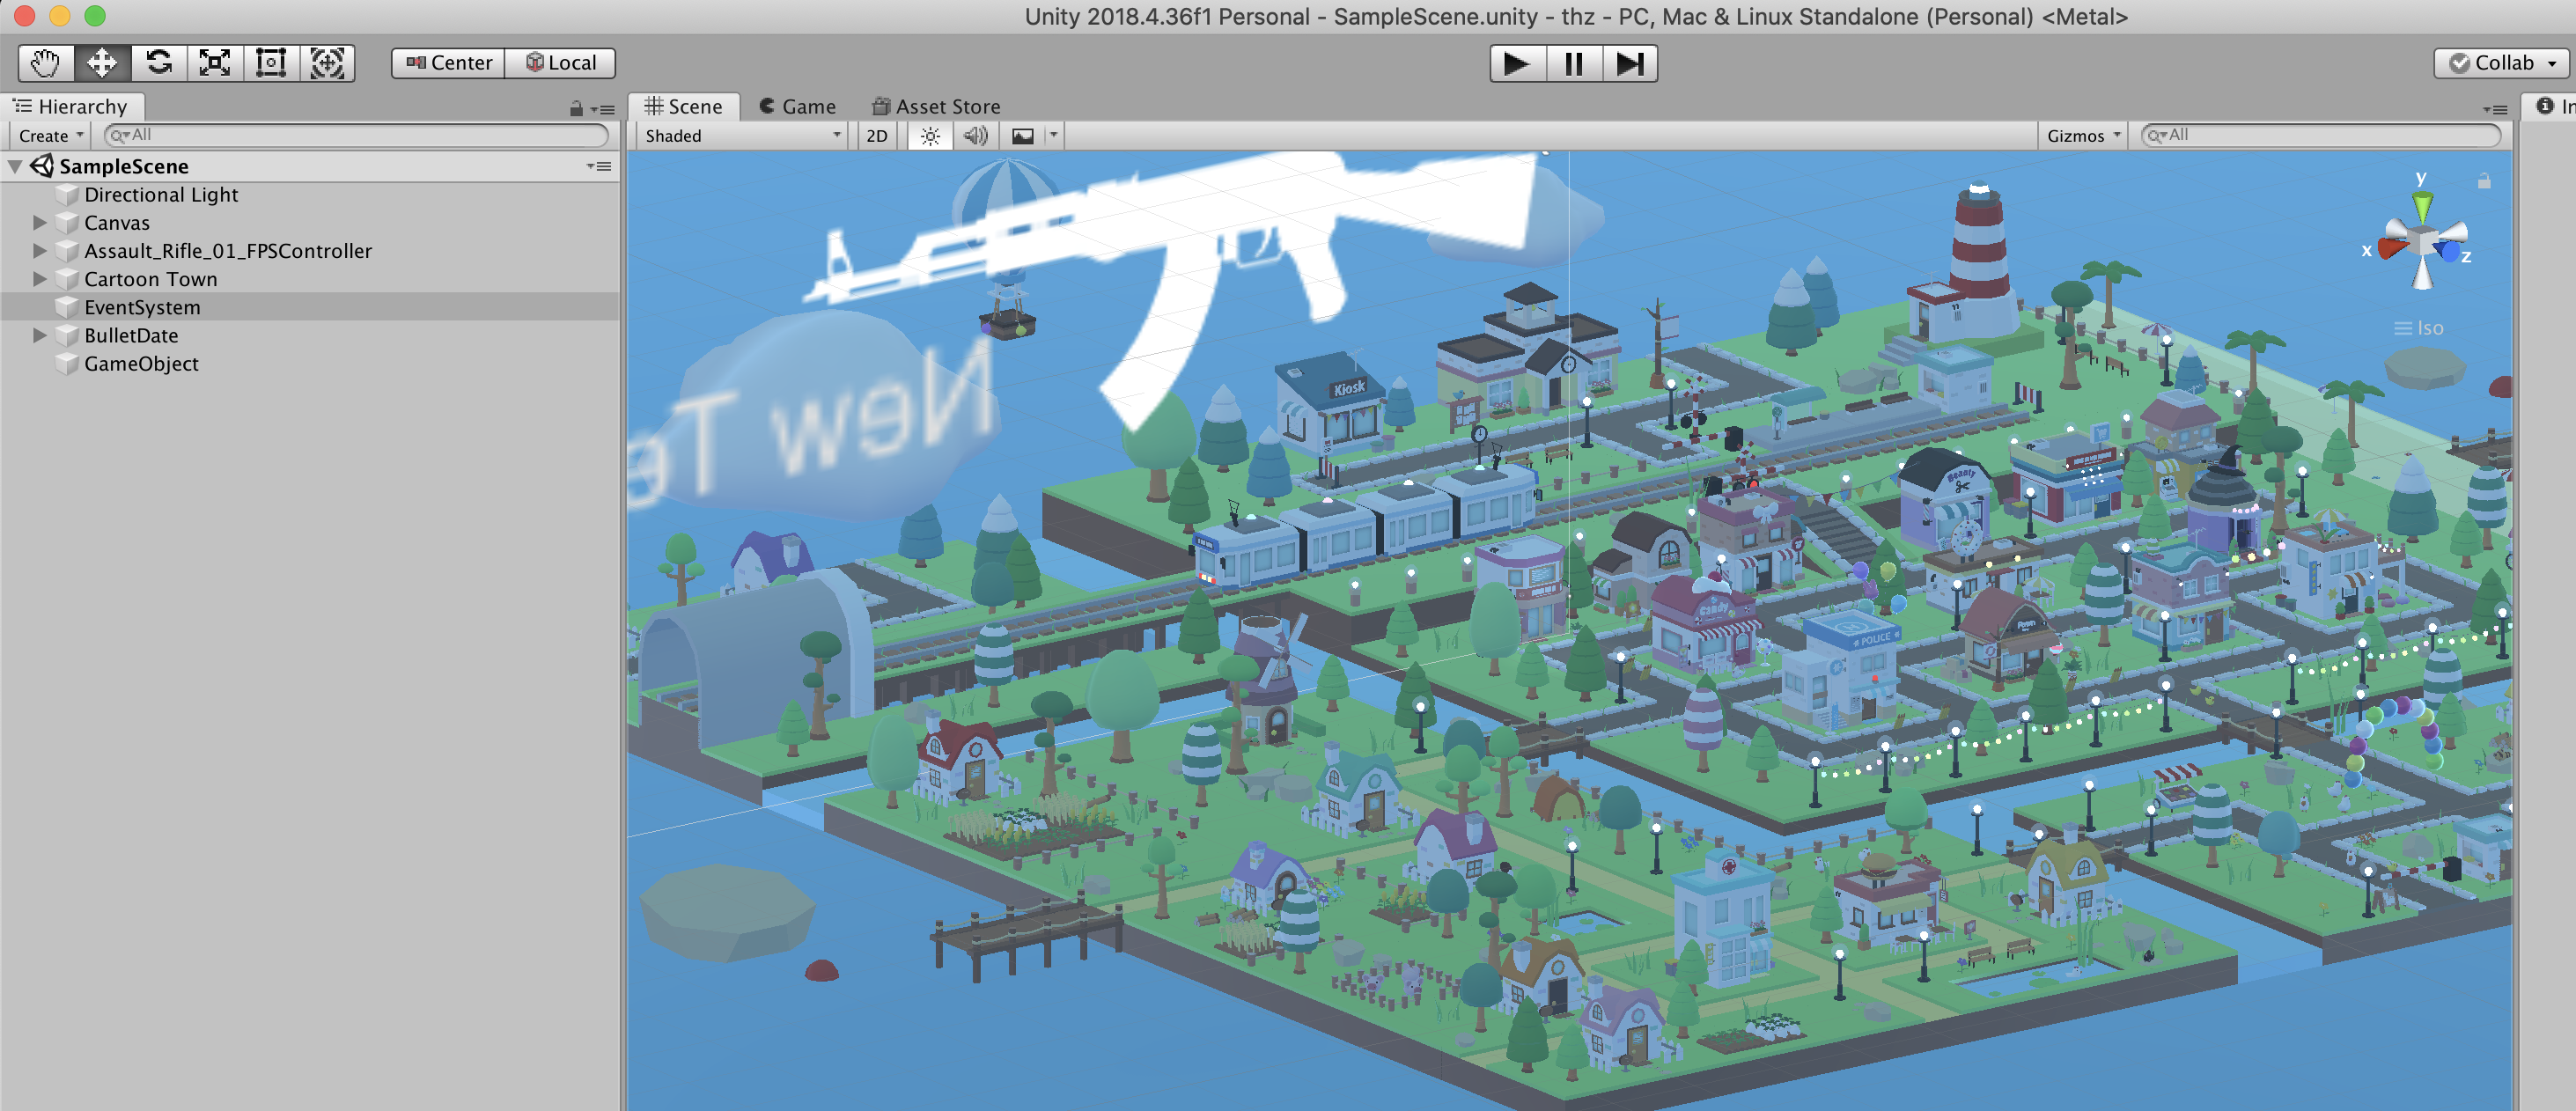 Unity 2018.4.36f1 Personal - SampleScene.unity - thz - PC, Mac & Linux Standalone (Personal) <Metal>
Center Local
Collab
Hierarchy
Scene Game Asset Store
Create All
Shaded 2D
Gizmos All
SampleScene
Directional Light
Canvas
Assault_Rifle_01_FPSController
Cartoon Town
EventSystem
BulletDate
GameObject
y
x
z
Iso
New Te
Kiosk
Beauty
Candy
POLICE